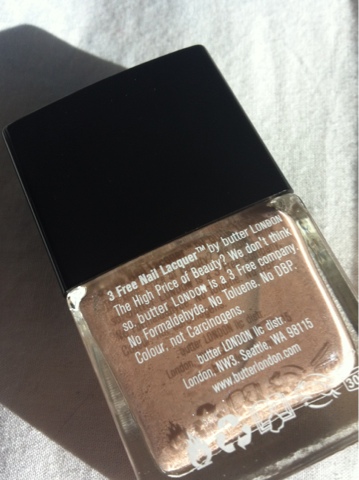 3 Free Nail Lacquer™ by butter LONDON
The High Price of Beauty? We don't think
so. butter LONDON is a 3 Free company
No Formaldehyde. No Toluene. No DBP.
Colour, not Carcinogens.
butter LONDON llc distr.
London, NW3. Seattle, WA 98115
www.butterlondon.com